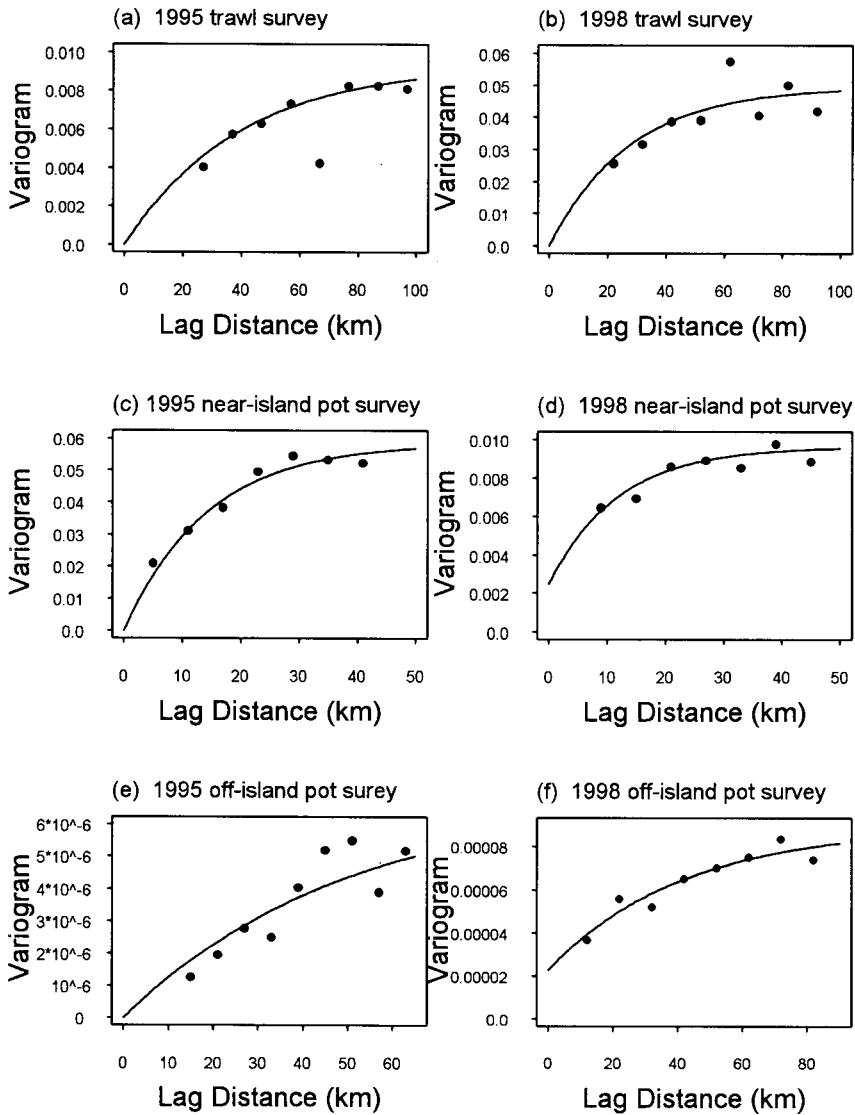 (a) 1995 trawl survey
0.010
0.008
0.006
0.004
0.002
0.0
Variogram
0 20 40 60 80 100
Lag Distance (km)
(b) 1998 trawl survey
0.06
0.05
0.04
0.03
0.02
0.01
0.0
Variogram
0 20 40 60 80 100
Lag Distance (km)
(c) 1995 near-island pot survey
0.06
0.05
0.04
0.03
0.02
0.01
0.0
Variogram
0 10 20 30 40 50
Lag Distance (km)
(d) 1998 near-island pot survey
0.010
0.008
0.006
0.004
0.002
0.0
Variogram
0 10 20 30 40 50
Lag Distance (km)
(e) 1995 off-island pot surey
6*10^-6
5*10^-6
4*10^-6
3*10^-6
2*10^-6
10^-6
0
Variogram
0 10 20 30 40 50 60
Lag Distance (km)
(f) 1998 off-island pot survey
0.00008
0.00006
0.00004
0.00002
0.0
Variogram
0 20 40 60 80
Lag Distance (km)